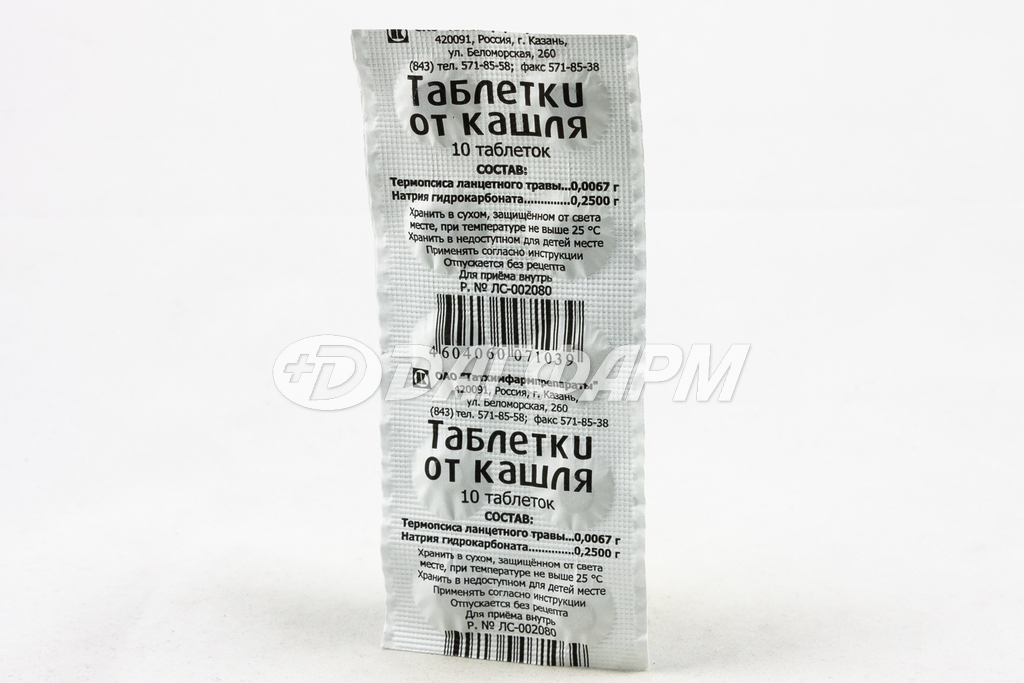 420091, Россия, г. Казань,
ул. Беломорская, 260
(843) тел. 571-85-58; факс 571-85-38
Таблетки
от кашля
10 таблеток
СОСТАВ:
Термопсиса ланцетного травы...0,0067 г
Натрия гидрокарбоната..............0,2500 г
Хранить в сухом, защищённом от света
месте, при температуре не выше 25 °С
Хранить в недоступном для детей месте
Применять согласно инструкции
Отпускается без рецепта
Для приёма внутрь
Р. № ЛС-002080
4 604060 071039
ДАГФАРМ
ОАО "Татхимфармпрепараты"
420091, Россия, г. Казань,
ул. Беломорская, 260
(843) тел. 571-85-58; факс 571-85-38
Таблетки
от кашля
10 таблеток
СОСТАВ:
Термопсиса ланцетного травы...0,0067 г
Натрия гидрокарбоната..............0,2500 г
Хранить в сухом, защищённом от света
месте, при температуре не выше 25 °С
Хранить в недоступном для детей месте
Применять согласно инструкции
Отпускается без рецепта
Для приёма внутрь
Р. № ЛС-002080